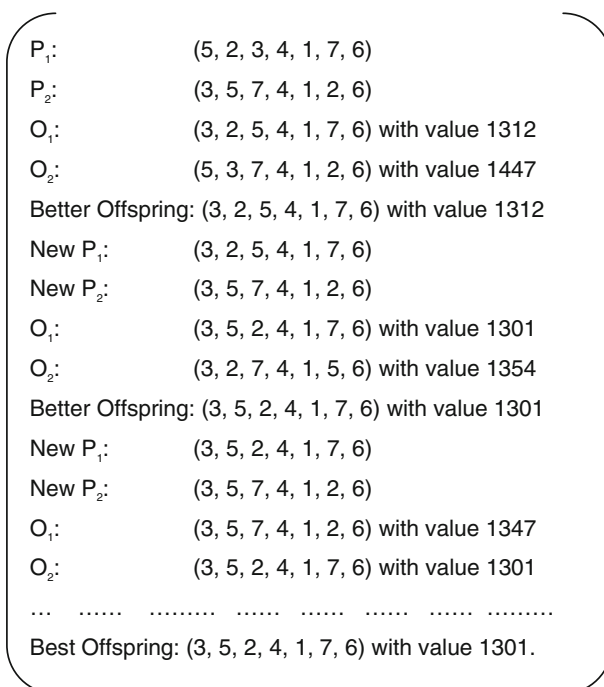 P₁: (5, 2, 3, 4, 1, 7, 6)
P₂: (3, 5, 7, 4, 1, 2, 6)
O₁: (3, 2, 5, 4, 1, 7, 6) with value 1312
O₂: (5, 3, 7, 4, 1, 2, 6) with value 1447
Better Offspring: (3, 2, 5, 4, 1, 7, 6) with value 1312
New P₁: (3, 2, 5, 4, 1, 7, 6)
New P₂: (3, 5, 7, 4, 1, 2, 6)
O₁: (3, 5, 2, 4, 1, 7, 6) with value 1301
O₂: (3, 2, 7, 4, 1, 5, 6) with value 1354
Better Offspring: (3, 5, 2, 4, 1, 7, 6) with value 1301
New P₁: (3, 5, 2, 4, 1, 7, 6)
New P₂: (3, 5, 7, 4, 1, 2, 6)
O₁: (3, 5, 7, 4, 1, 2, 6) with value 1347
O₂: (3, 5, 2, 4, 1, 7, 6) with value 1301
… …… ……… …… …… …… …… ………
Best Offspring: (3, 5, 2, 4, 1, 7, 6) with value 1301.